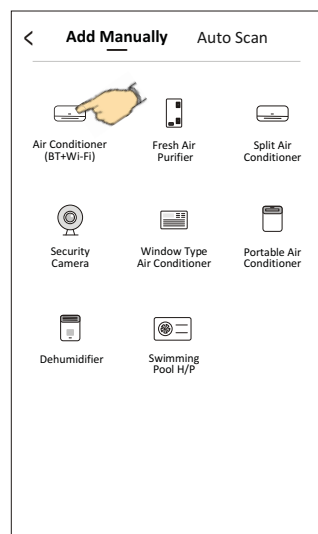 Add Manually Auto Scan
Air Conditioner
(BT+Wi-Fi)
Fresh Air
Purifier
Split Air
Conditioner
Security
Camera
Window Type
Air Conditioner
Portable Air
Conditioner
Dehumidifier
Swimming
Pool H/P